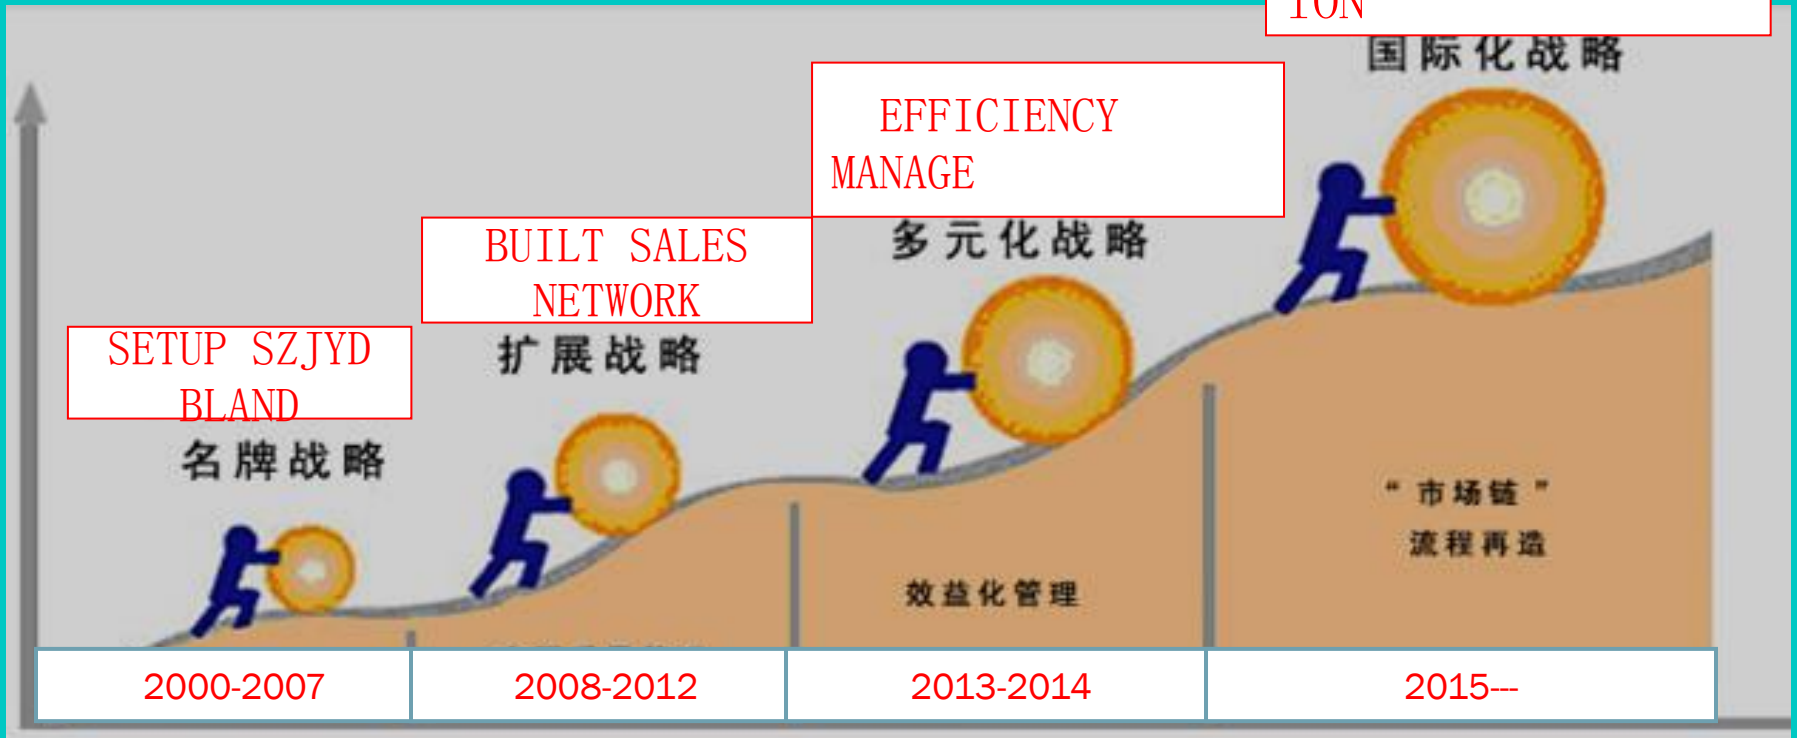 ION
国际化战略
EFFICIENCY
MANAGE
多元化战略
BUILT SALES
NETWORK
扩展战略
SETUP SZJYD
BLAND
名牌战略
“市场链”
流程再造
效益化管理
2000-2007
2008-2012
2013-2014
2015---